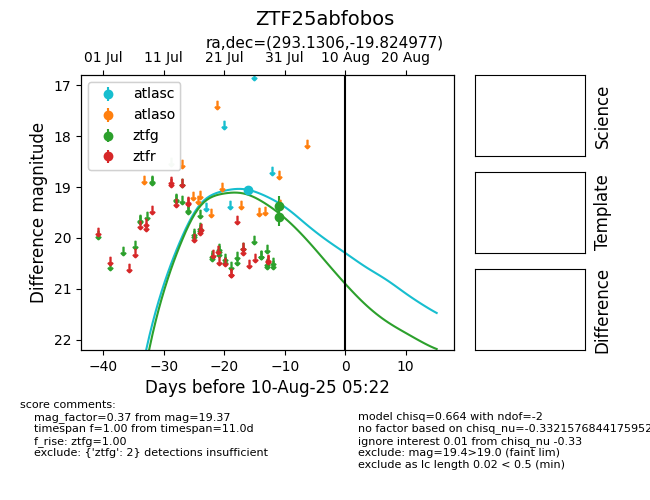 ZTF25abfobos
ra,dec=(293.1306,-19.824977)
01 Jul 11 Jul 21 Jul 31 Jul 10 Aug 20 Aug
17
18
19
20
21
22
Difference magnitude
atlasc
atlaso
ztfg
ztfr
−40 −30 −20 −10 0 10
Days before 10-Aug-25 05:22
Science
Template
Difference
score comments:
mag_factor=0.37 from mag=19.37
timespan f=1.00 from timespan=11.0d
f_rise: ztfg=1.00
exclude: {'ztfg': 2} detections insufficient
model chisq=0.664 with ndof=-2
no factor based on chisq_nu=-0.3321576844175952
ignore interest 0.01 from chisq_nu -0.33
exclude: mag=19.4>19.0 (faint lim)
exclude as lc length 0.02 < 0.5 (min)